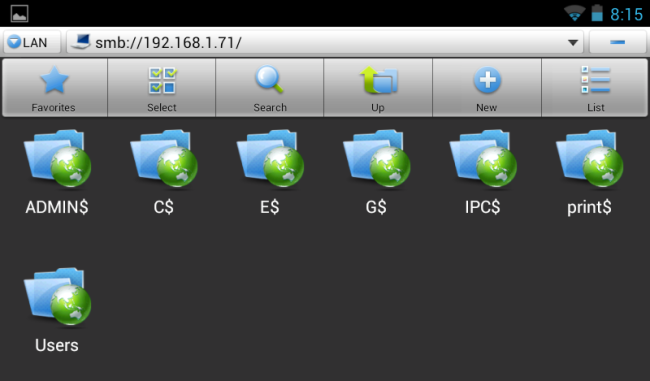 8:15
LAN
smb://192.168.1.71/
Favorites
Select
Search
Up
New
List
ADMIN$
C$
E$
G$
IPC$
print$
Users